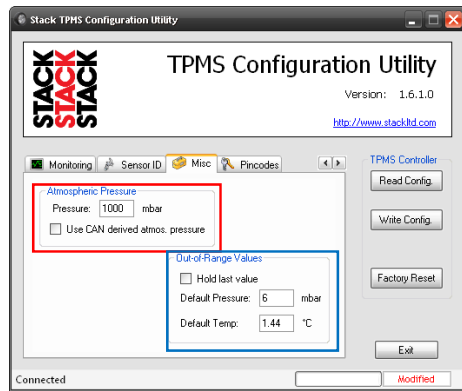 Stack TPMS Configuration Utility
STACK
STACK
STACK
TPMS Configuration Utility
Version: 1.6.1.0
http://www.stackltd.com
Monitoring Sensor ID Misc Pincodes
TPMS Controller
Read Config.
Write Config.
Factory Reset
Atmospheric Pressure
Pressure: 1000 mbar
Use CAN derived atmos. pressure
Out-of-Range Values
Hold last value
Default Pressure: 6 mbar
Default Temp: 1.44 °C
Exit
Connected
Modified